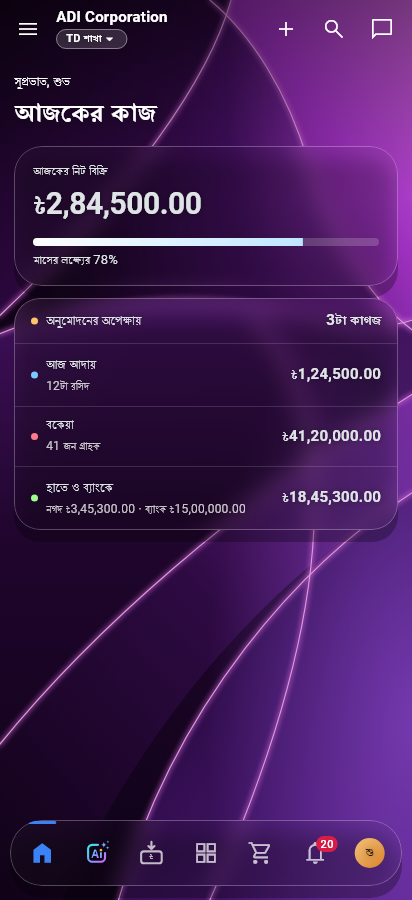 ADI Corporation
TD শাখা
সুপ্রভাত, শুভ
আজকের কাজ
আজকের নিট বিক্রি
৳2,84,500.00
মাসের লক্ষ্যের 78%
অনুমোদনের অপেক্ষায় 3টা কাগজ
আজ আদায়
12টা রসিদ
৳1,24,500.00
বকেয়া
41 জন গ্রাহক
৳41,20,000.00
হাতে ও ব্যাংকে
নগদ ৳3,45,300.00 · ব্যাংক ৳15,00,000.00
৳18,45,300.00
Ai
৳
20
শু